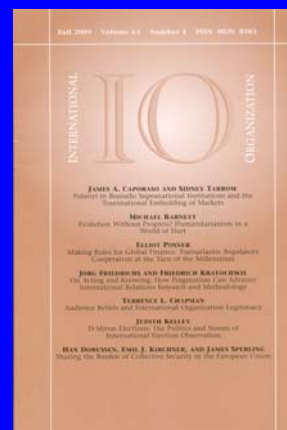 Fall 2009 Volume 63 Number 4 ISSN 0020 8183
INTERNATIONAL
IO
ORGANIZATION
JAMES A. CAPORASO AND SIDNEY TARROW
Polanyi in Brussels: Supranational Institutions and the
Transnational Embedding of Markets
MICHAEL BARNETT
Evolution Without Progress? Humanitarianism in a
World of Hurt
ELLIOT POSNER
Making Rules for Global Finance: Transatlantic Regulatory
Cooperation at the Turn of the Millennium
JÖRG FRIEDRICHS AND FRIEDRICH KRATOCHWIL
On Acting and Knowing: How Pragmatism Can Advance
International Relations Research and Methodology
TERRENCE L. CHAPMAN
Audience Beliefs and International Organization Legitimacy
JUDITH KELLEY
D-Minus Elections: The Politics and Norms of
International Election Observation
HAN DORUSSEN, EMIL J. KIRCHNER, AND JAMES SPERLING
Sharing the Burden of Collective Security in the European Union